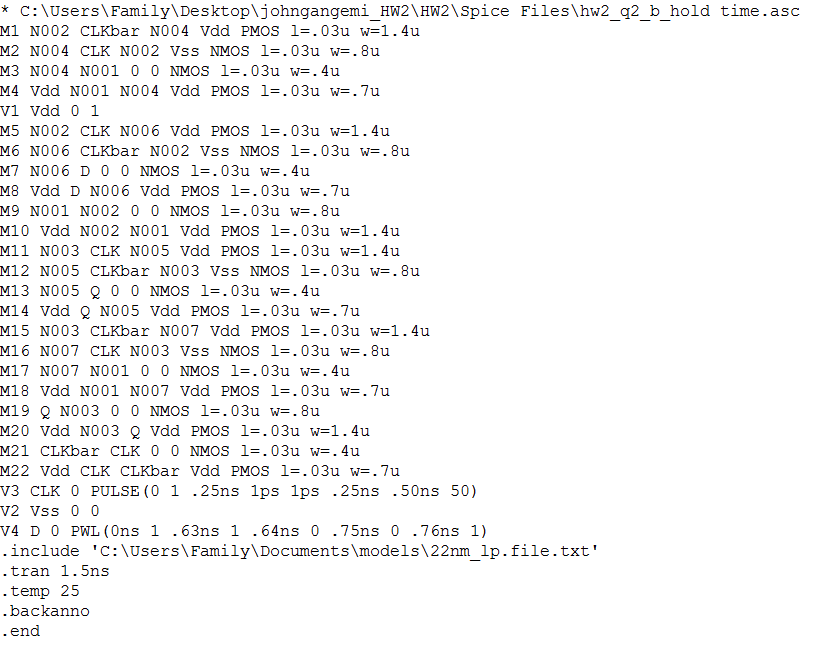 * C:\Users\Family\Desktop\johngangemi_HW2\HW2\Spice Files\hw2_q2_b_hold time.asc
M1 N002 CLKbar N004 Vdd PMOS l=.03u w=1.4u
M2 N004 CLK N002 Vss NMOS l=.03u w=.8u
M3 N004 N001 0 0 NMOS l=.03u w=.4u
M4 Vdd N001 N004 Vdd PMOS l=.03u w=.7u
V1 Vdd 0 1
M5 N002 CLK N006 Vdd PMOS l=.03u w=1.4u
M6 N006 CLKbar N002 Vss NMOS l=.03u w=.8u
M7 N006 D 0 0 NMOS l=.03u w=.4u
M8 Vdd D N006 Vdd PMOS l=.03u w=.7u
M9 N001 N002 0 0 NMOS l=.03u w=.8u
M10 Vdd N002 N001 Vdd PMOS l=.03u w=1.4u
M11 N003 CLK N005 Vdd PMOS l=.03u w=1.4u
M12 N005 CLKbar N003 Vss NMOS l=.03u w=.8u
M13 N005 Q 0 0 NMOS l=.03u w=.4u
M14 Vdd Q N005 Vdd PMOS l=.03u w=.7u
M15 N003 CLKbar N007 Vdd PMOS l=.03u w=1.4u
M16 N007 CLK N003 Vss NMOS l=.03u w=.8u
M17 N007 N001 0 0 NMOS l=.03u w=.4u
M18 Vdd N001 N007 Vdd PMOS l=.03u w=.7u
M19 Q N003 0 0 NMOS l=.03u w=.8u
M20 Vdd N003 Q Vdd PMOS l=.03u w=1.4u
M21 CLKbar CLK 0 0 NMOS l=.03u w=.4u
M22 Vdd CLK CLKbar Vdd PMOS l=.03u w=.7u
V3 CLK 0 PULSE(0 1 .25ns 1ps 1ps .25ns .50ns 50)
V2 Vss 0 0
V4 D 0 PWL(0ns 1 .63ns 1 .64ns 0 .75ns 0 .76ns 1)
.include 'C:\Users\Family\Documents\models\22nm_lp.file.txt'
.tran 1.5ns
.temp 25
.backanno
.end